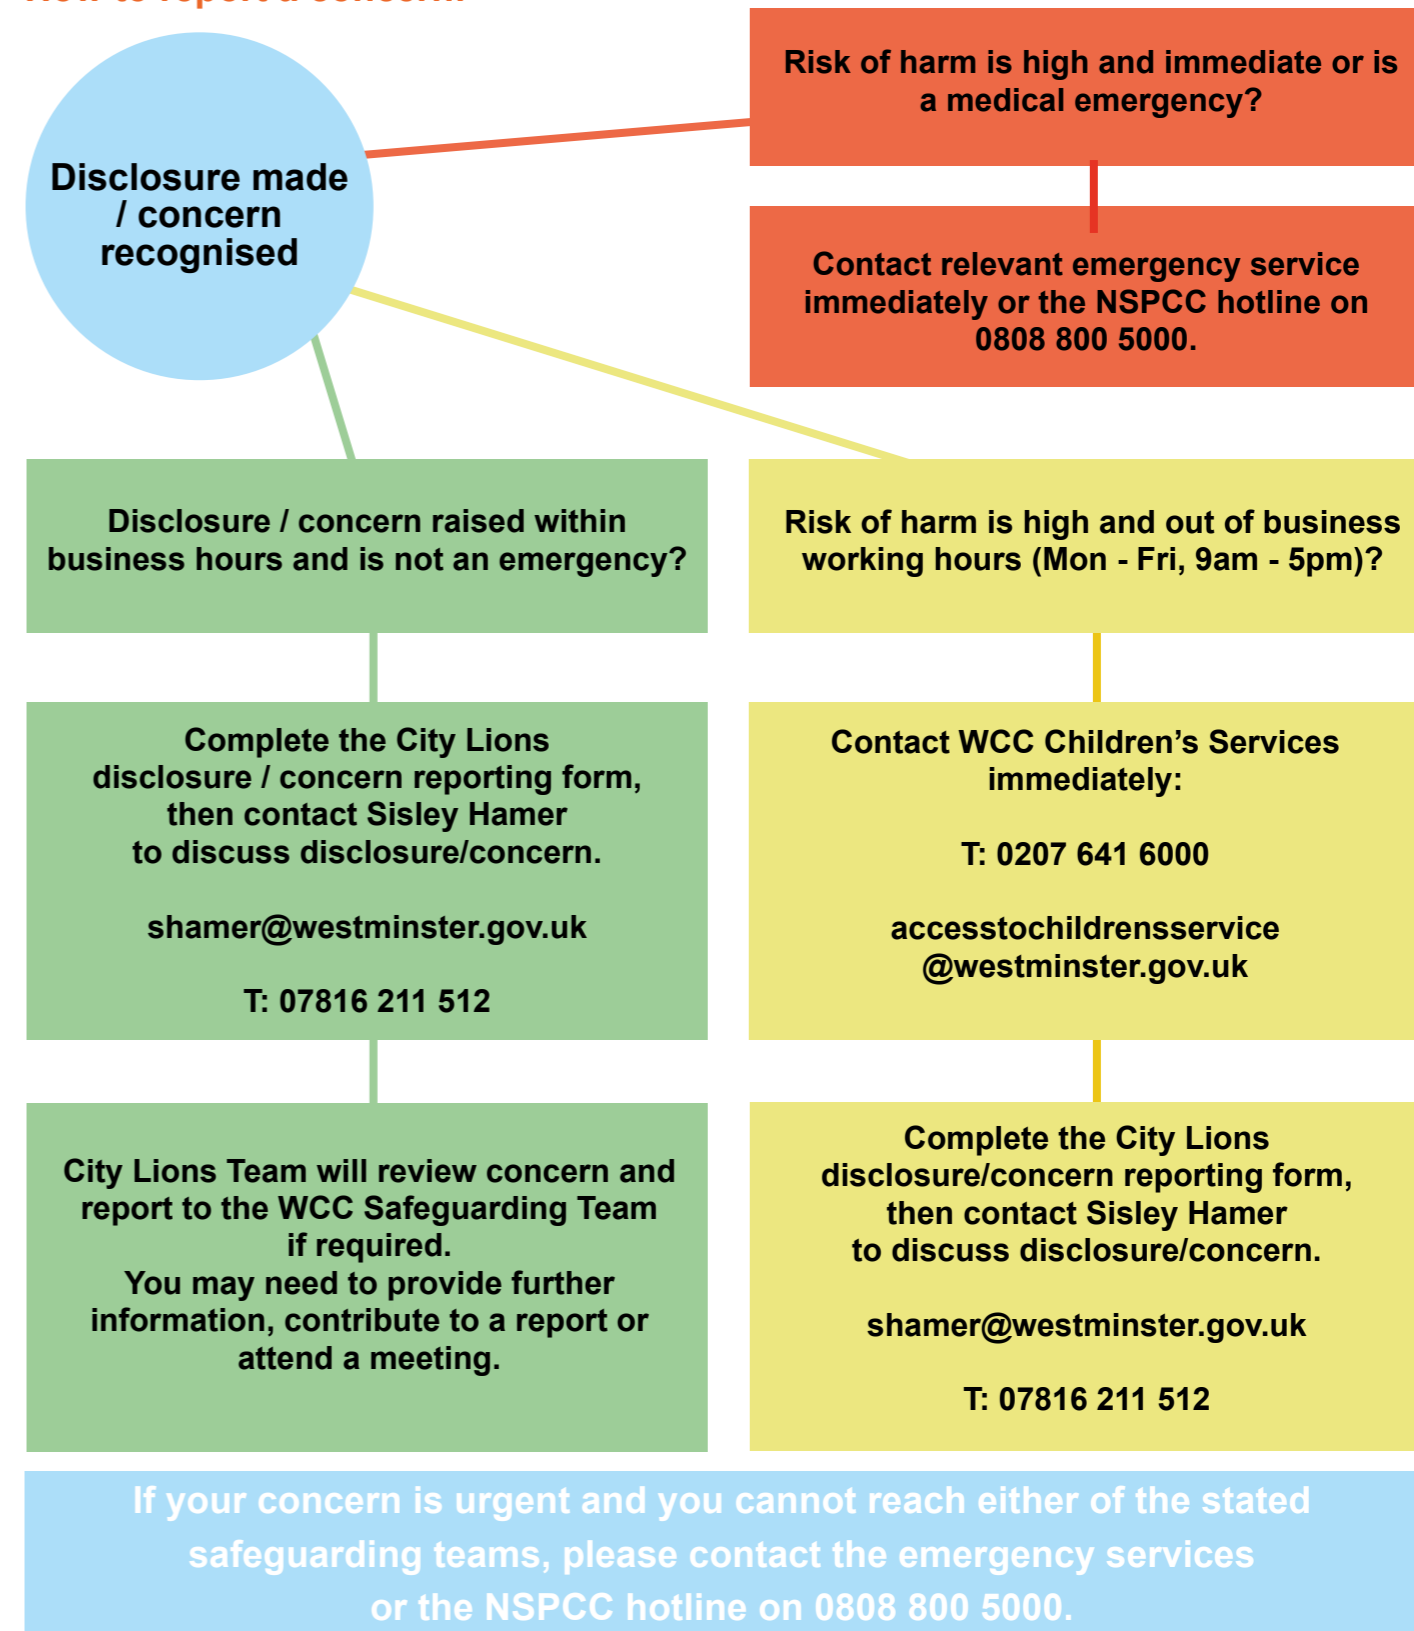 How to report a concern:
Disclosure made
/ concern
recognised
Risk of harm is high and immediate or is
a medical emergency?
Contact relevant emergency service
immediately or the NSPCC hotline on
0808 800 5000.
Disclosure / concern raised within
business hours and is not an emergency?
Complete the City Lions
disclosure / concern reporting form,
then contact Sisley Hamer
to discuss disclosure/concern.
shamer@westminster.gov.uk
T: 07816 211 512
City Lions Team will review concern and
report to the WCC Safeguarding Team
if required.
You may need to provide further
information, contribute to a report or
attend a meeting.
Risk of harm is high and out of business
working hours (Mon - Fri, 9am - 5pm)?
Contact WCC Children’s Services
immediately:
T: 0207 641 6000
accesstochildrensservice
@westminster.gov.uk
Complete the City Lions
disclosure/concern reporting form,
then contact Sisley Hamer
to discuss disclosure/concern.
shamer@westminster.gov.uk
T: 07816 211 512
If your concern is urgent and you cannot reach either of the stated
safeguarding teams, please contact the emergency services
or the NSPCC hotline on 0808 800 5000.